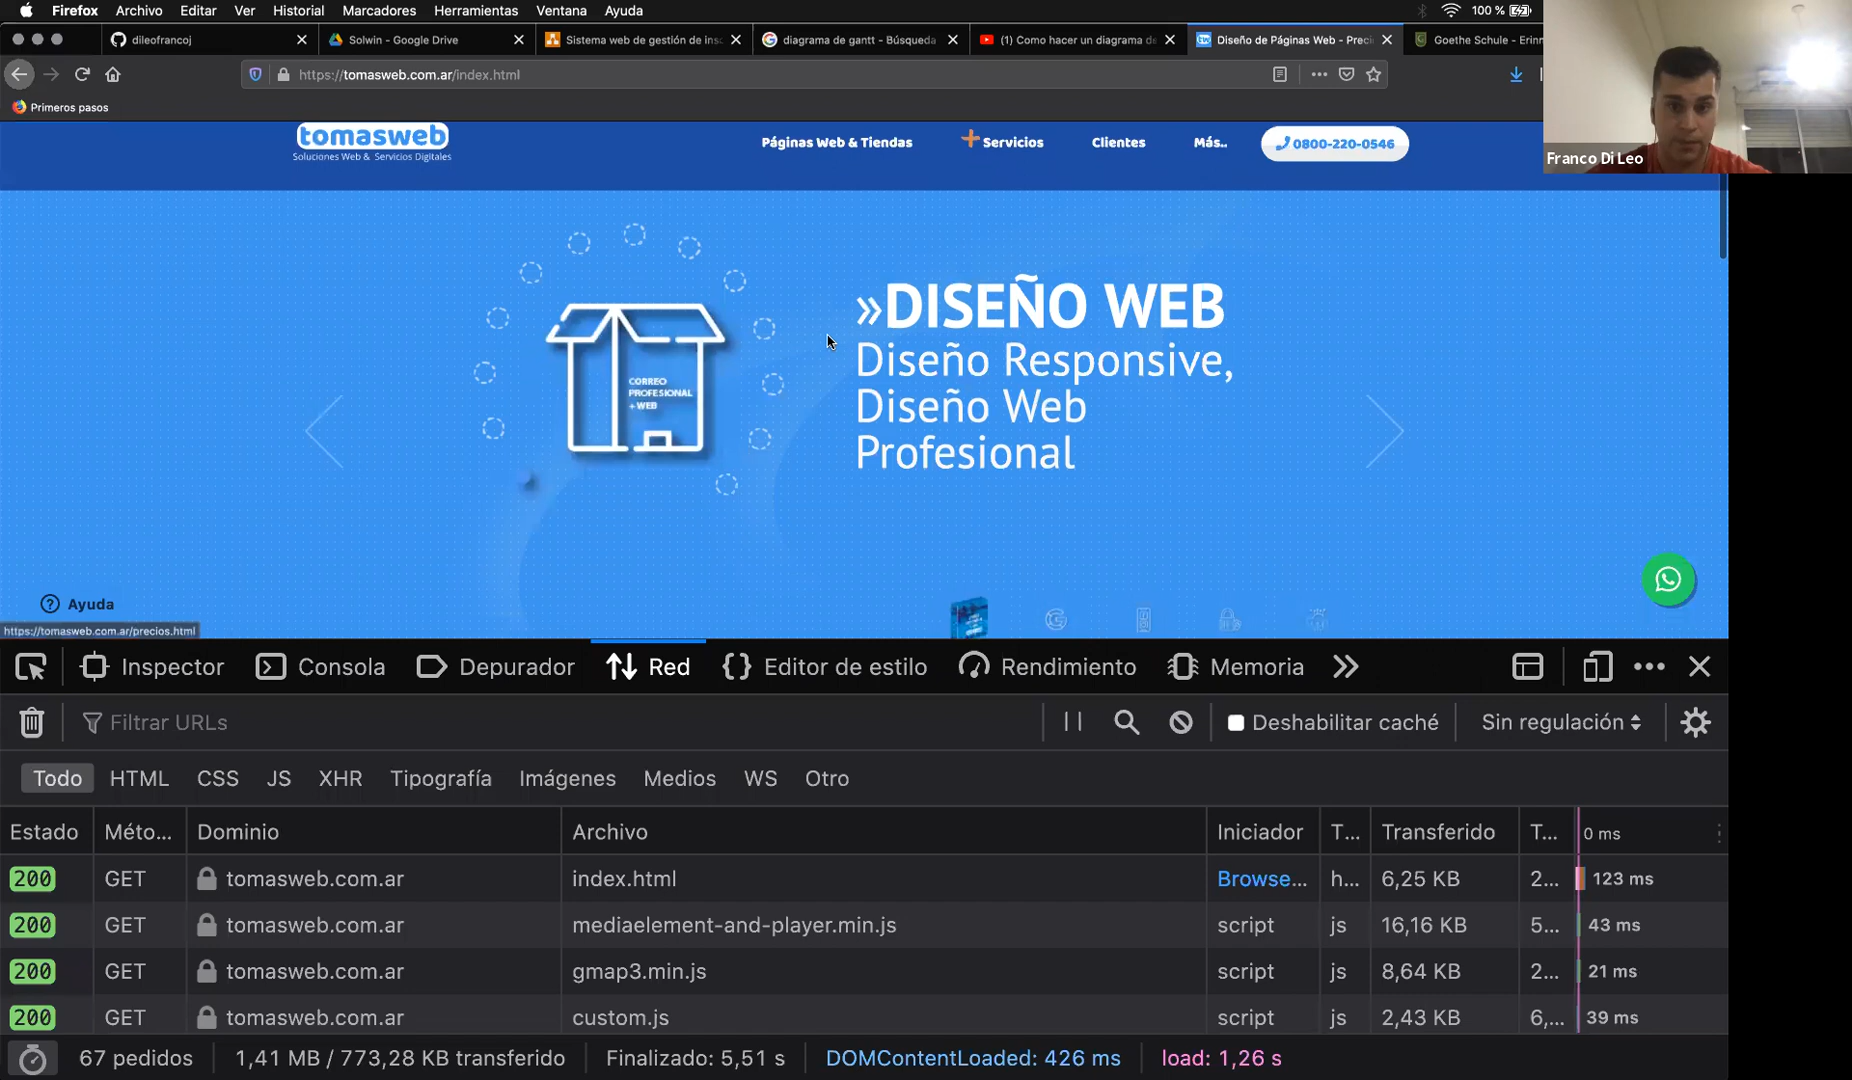 Firefox Archivo Editar Ver Historial Marcadores Herramientas Ventana Ayuda 100 %
dileofrancoj Solwin - Google Drive Sistema web de gestión de ins diagrama de gantt - Búsqueda (1) Como hacer un diagrama de Diseño de Páginas Web - Preci Goethe Schule - Erinn
https://tomasweb.com.ar/index.html
Primeros pasos
tomasweb
Soluciones Web & Servicios Digitales
Páginas Web & Tiendas Servicios Clientes Más.. 0800-220-0546
Franco Di Leo
»DISEÑO WEB
Diseño Responsive,
Diseño Web
Profesional
CORREO
PROFESIONAL
+ WEB
Ayuda
https://tomasweb.com.ar/precios.html
Inspector Consola Depurador Red Editor de estilo Rendimiento Memoria
Filtrar URLs Deshabilitar caché Sin regulación
Todo HTML CSS JS XHR Tipografía Imágenes Medios WS Otro
Estado Méto... Dominio Archivo Iniciador T... Transferido T... 0 ms
200 GET tomasweb.com.ar index.html Browse... h... 6,25 KB 2... 123 ms
200 GET tomasweb.com.ar mediaelement-and-player.min.js script js 16,16 KB 5... 43 ms
200 GET tomasweb.com.ar gmap3.min.js script js 8,64 KB 2... 21 ms
200 GET tomasweb.com.ar custom.js script js 2,43 KB 6,... 39 ms
67 pedidos 1,41 MB / 773,28 KB transferido Finalizado: 5,51 s DOMContentLoaded: 426 ms load: 1,26 s